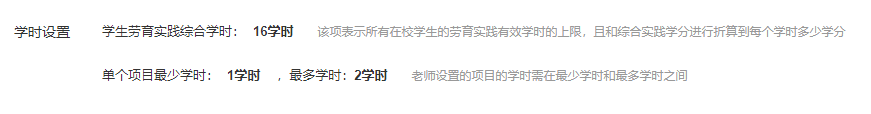 学时设置 学生劳育实践综合学时： 16学时 该项表示所有在校学生的劳育实践有效学时的上限，且和综合实践学分进行折算到每个学时多少学分
单个项目最少学时： 1学时 ，最多学时：2学时 老师设置的项目的学时需在最少学时和最多学时之间